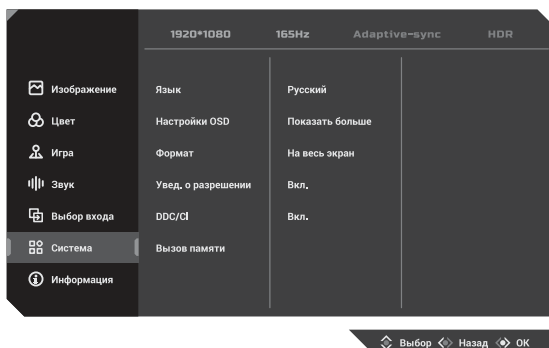 1920*1080 165Hz Adaptive-sync HDR
Изображение
Цвет
Игра
Звук
Выбор входа
Система
Информация
Язык Русский
Настройки OSD Показать больше
Формат На весь экран
Увед. о разрешении Вкл.
DDC/CI Вкл.
Вызов памяти
Выбор Назад OK